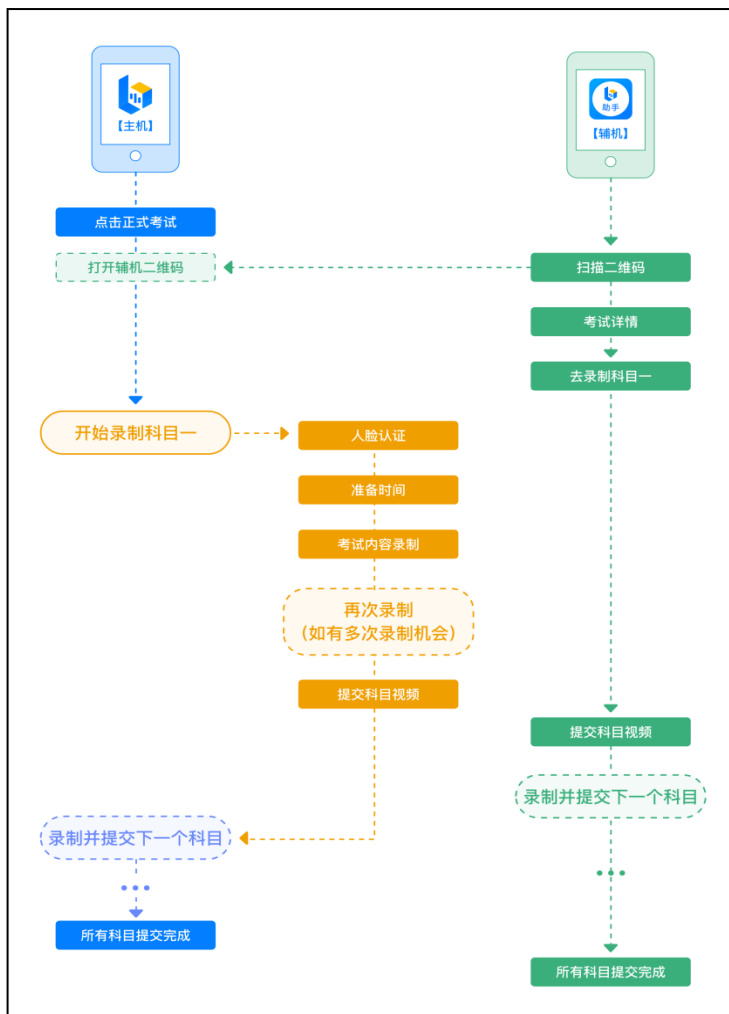 【主机】
助手
【辅机】
点击正式考试
打开辅机二维码
扫描二维码
考试详情
去录制科目一
开始录制科目一
人脸认证
准备时间
考试内容录制
再次录制
（如有多次录制机会）
提交科目视频
提交科目视频
录制并提交下一个科目
录制并提交下一个科目
所有科目提交完成
所有科目提交完成